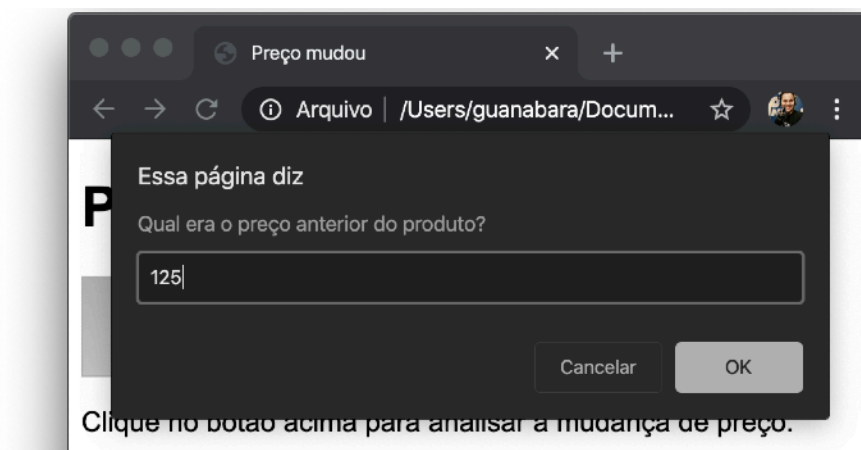 Preço mudou
Arquivo | /Users/guanabara/Docum...
Essa página diz
P
Qual era o preço anterior do produto?
125
Cancelar OK
Clique no botão acima para analisar a mudança de preço.